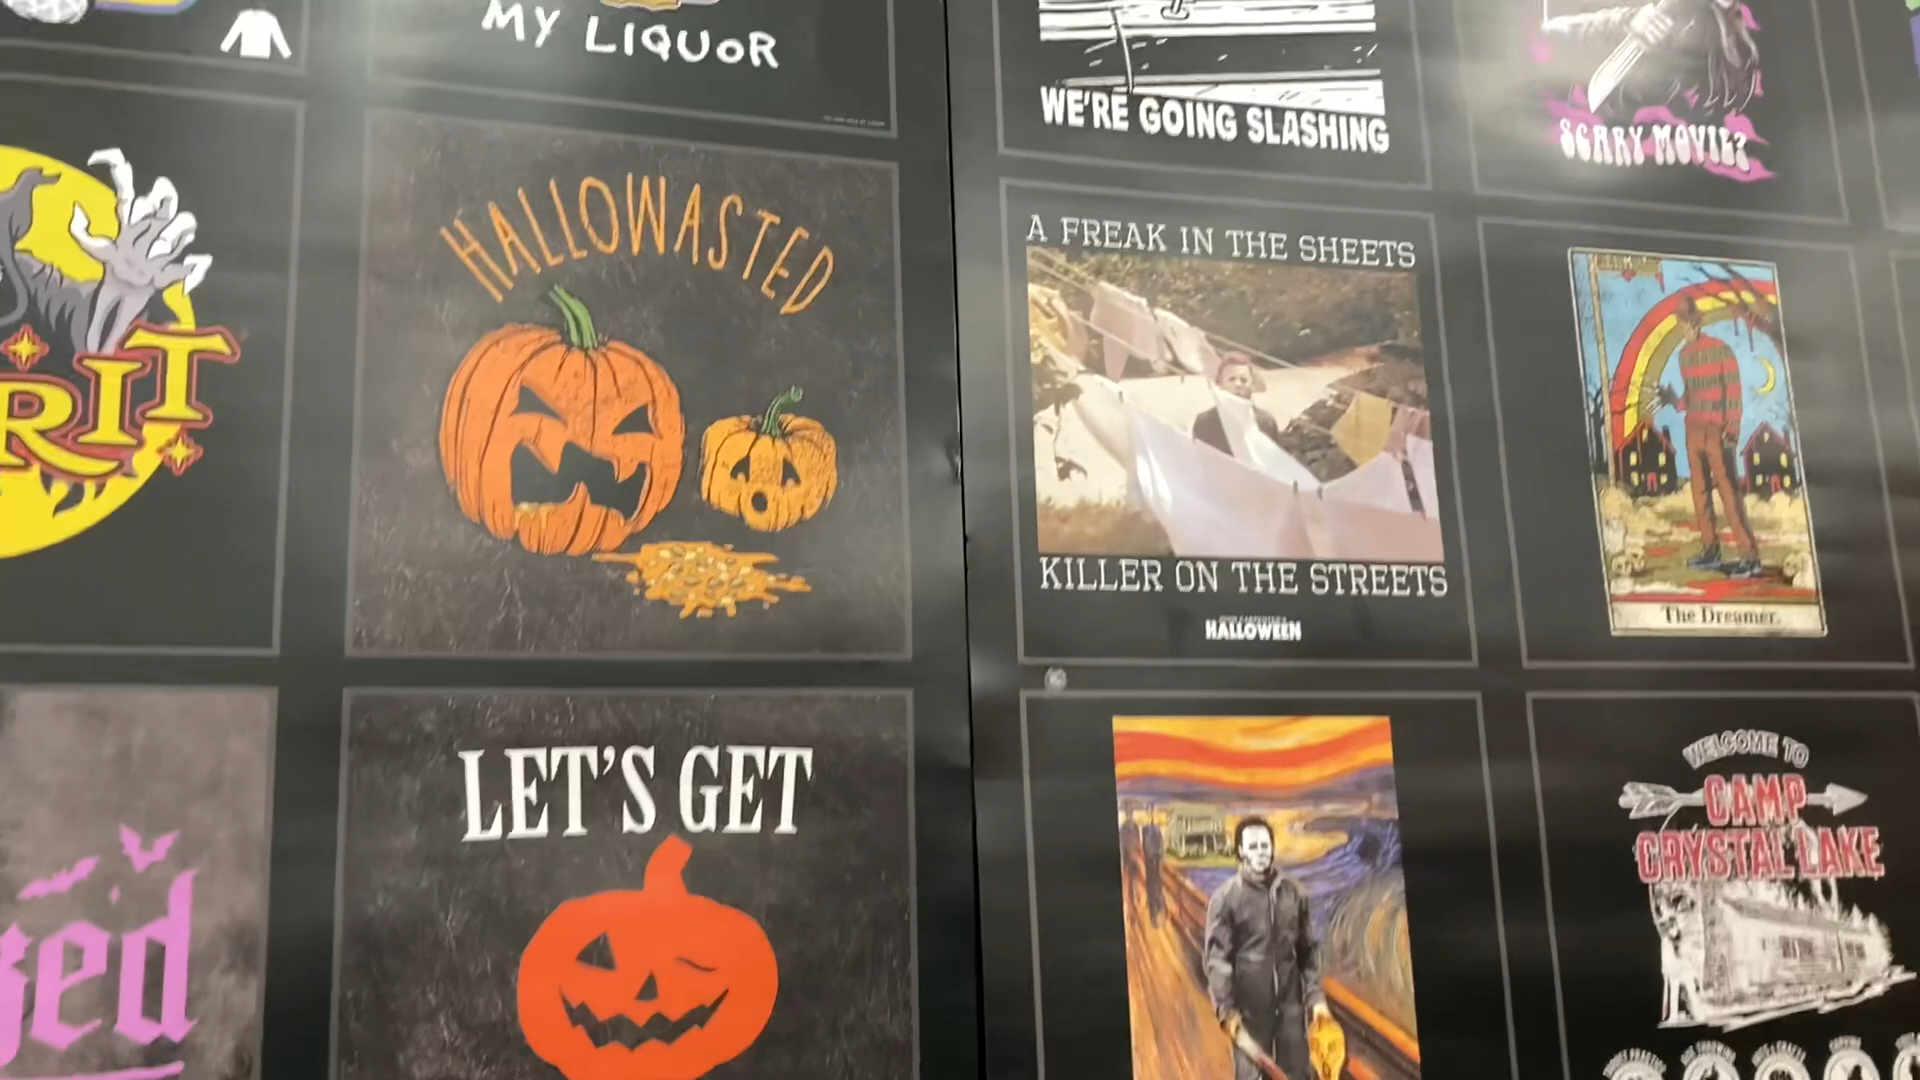 MY LIQUOR
WE'RE GOING SLASHING
SCARY MOVIE?
RIT
HALLOWASTED
A FREAK IN THE SHEETS
KILLER ON THE STREETS
HALLOWEEN
The Dreamer.
zed
LET'S GET
WELCOME TO
CAMP
CRYSTAL LAKE